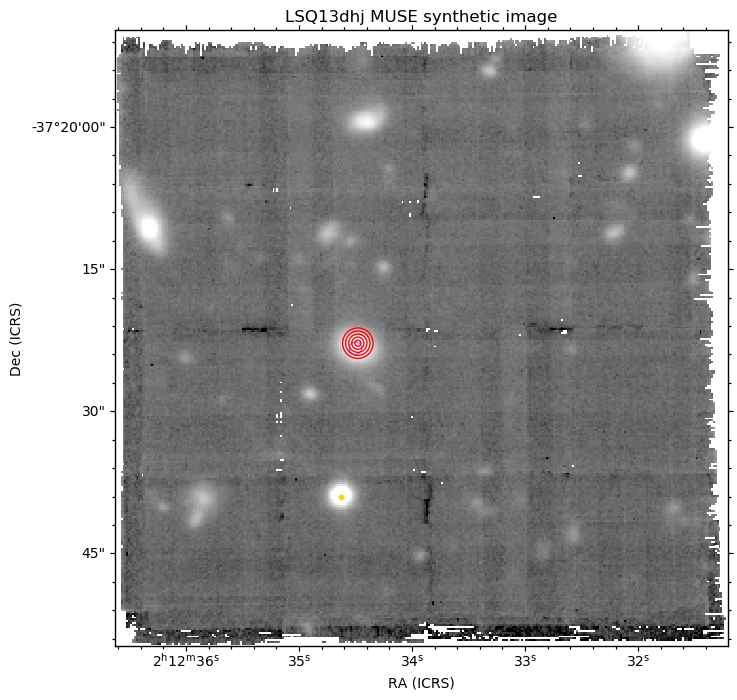 LSQ13dhj MUSE synthetic image
-37°20'00"
15"
30"
45"
Dec (ICRS)
2ʰ12ᵐ36ˢ 35ˢ 34ˢ 33ˢ 32ˢ
RA (ICRS)